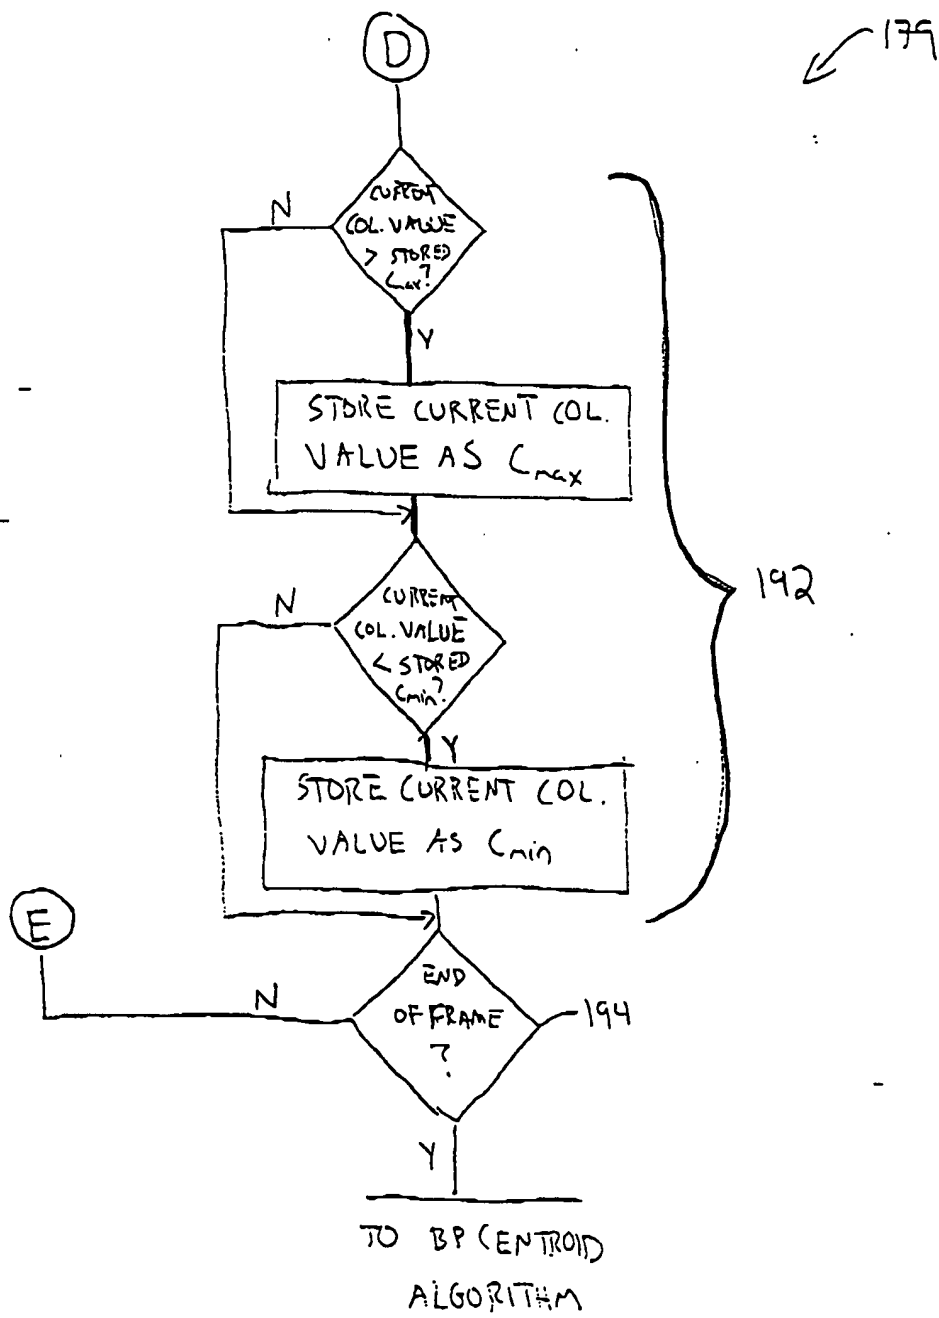 D
179
CURRENT
COL. VALUE
> STORED
Cmax?
N
Y
STORE CURRENT COL.
VALUE AS Cmax
192
CURRENT
COL. VALUE
< STORED
Cmin?
N
Y
STORE CURRENT COL.
VALUE AS Cmin
E
END
OF FRAME
?
N
194
Y
TO BP CENTROID
ALGORITHM